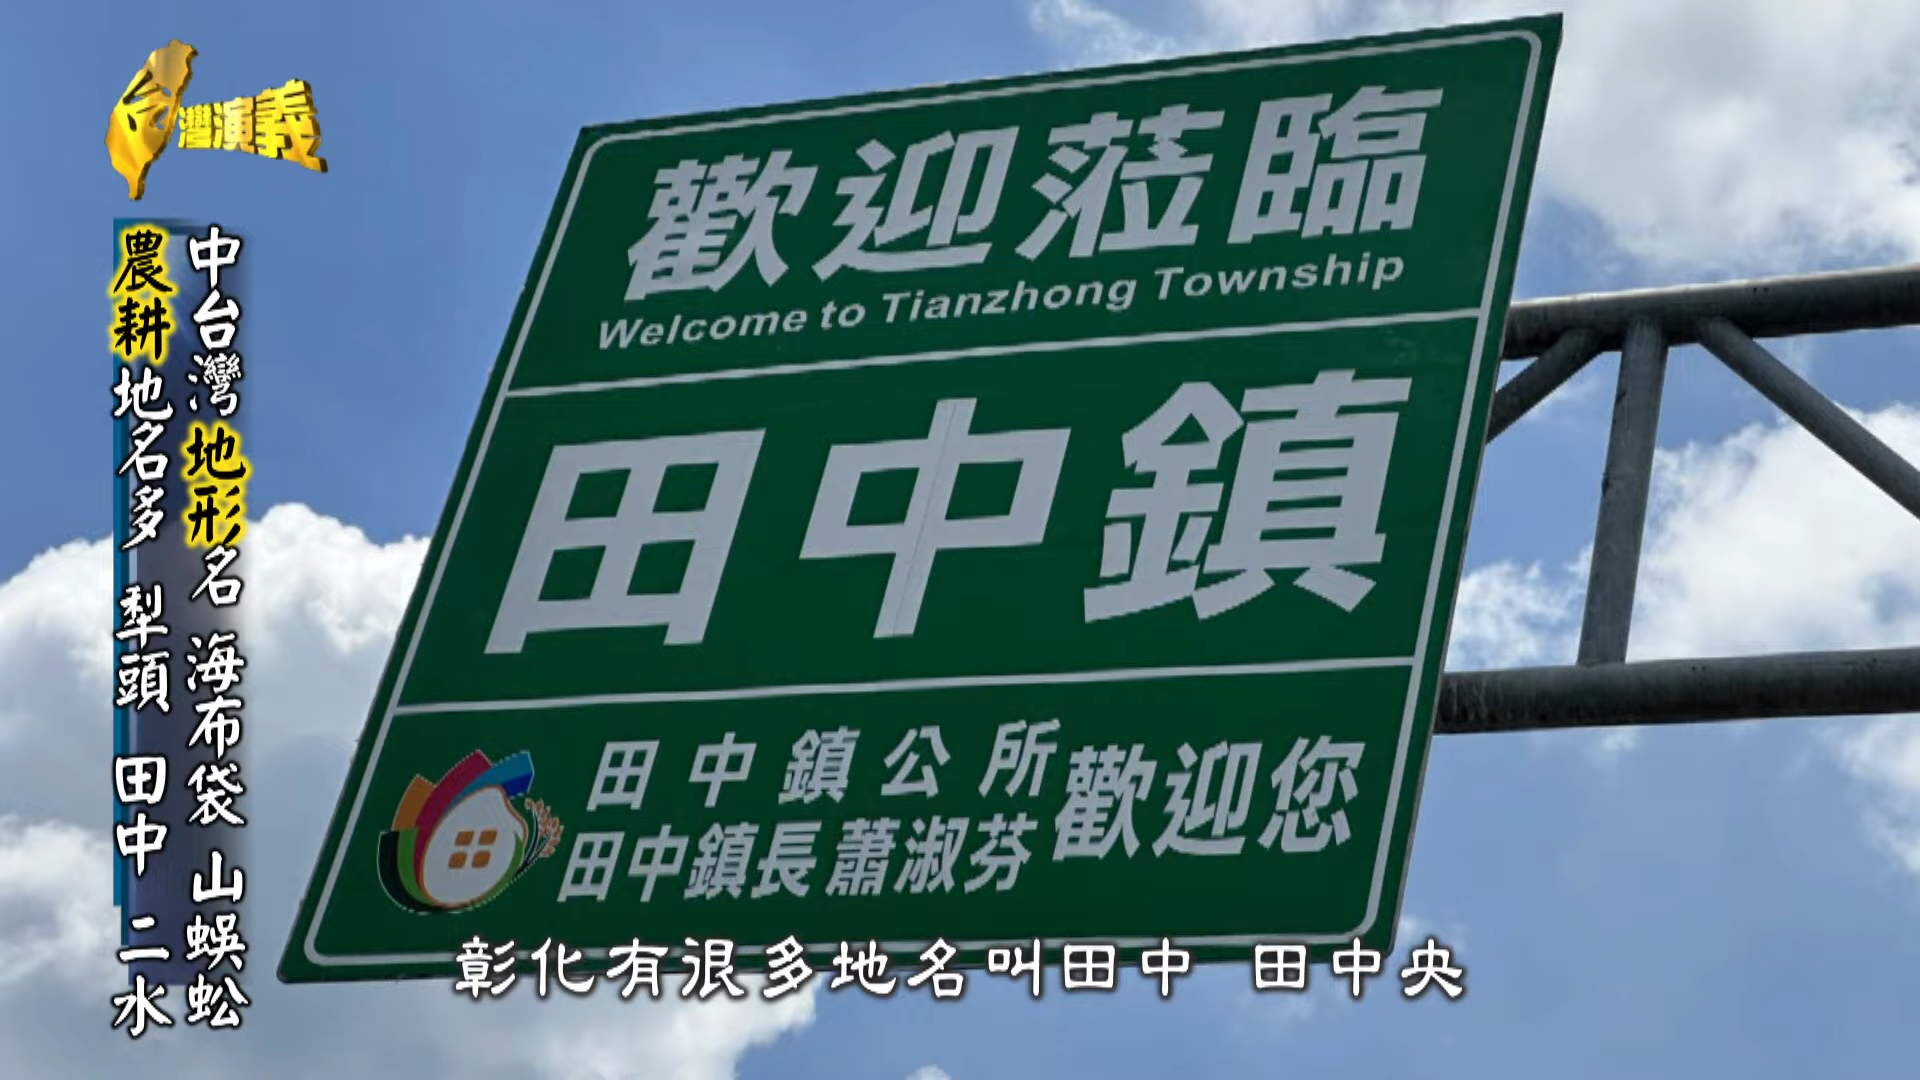 台灣演義
中台灣地形名 海布袋 山蜈蚣
農耕地名多 犁頭 田中 二水
歡迎蒞臨
Welcome to Tianzhong Township
田中鎮
田中鎮公所
田中鎮長蕭淑芬
歡迎您
彰化有很多地名叫田中 田中央